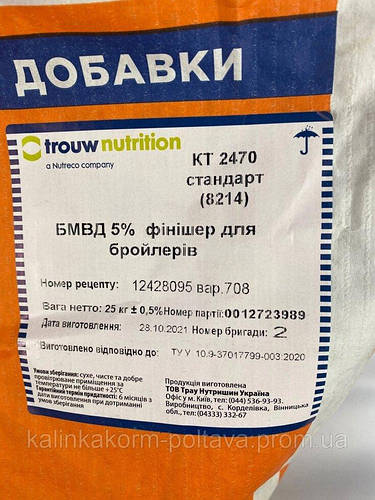 ДОБАВКИ
trouw nutrition
a Nutreco company
КТ 2470
стандарт
(8214)
БМВД 5% фінішер для
бройлерів
Номер рецепту: 12428095 вар.708
Вага нетто: 25 кг ± 0,5% Номер партії: 0012723989
Дата виготовлення: 28.10.2021 Номер бригади: 2
Виготовлено відповідно до: ТУ У 10.9-37017799-003:2020
Умови зберігання: сухе, чисте та добре
провітрюване приміщення за
температури не більше +25°C
Гарантійний термін придатності: 6 місяців з
дати виготовлення при дотриманні
умов зберігання
Продукція виготовлена
ТОВ Трау Нутришин Україна
Офіс у м. Київ, тел: (044) 536-93-93.
Виробництво, с. Корделівка, Вінницька
обл., тел: (04333) 332-67
kalinkakorm-poltava.prom.ua